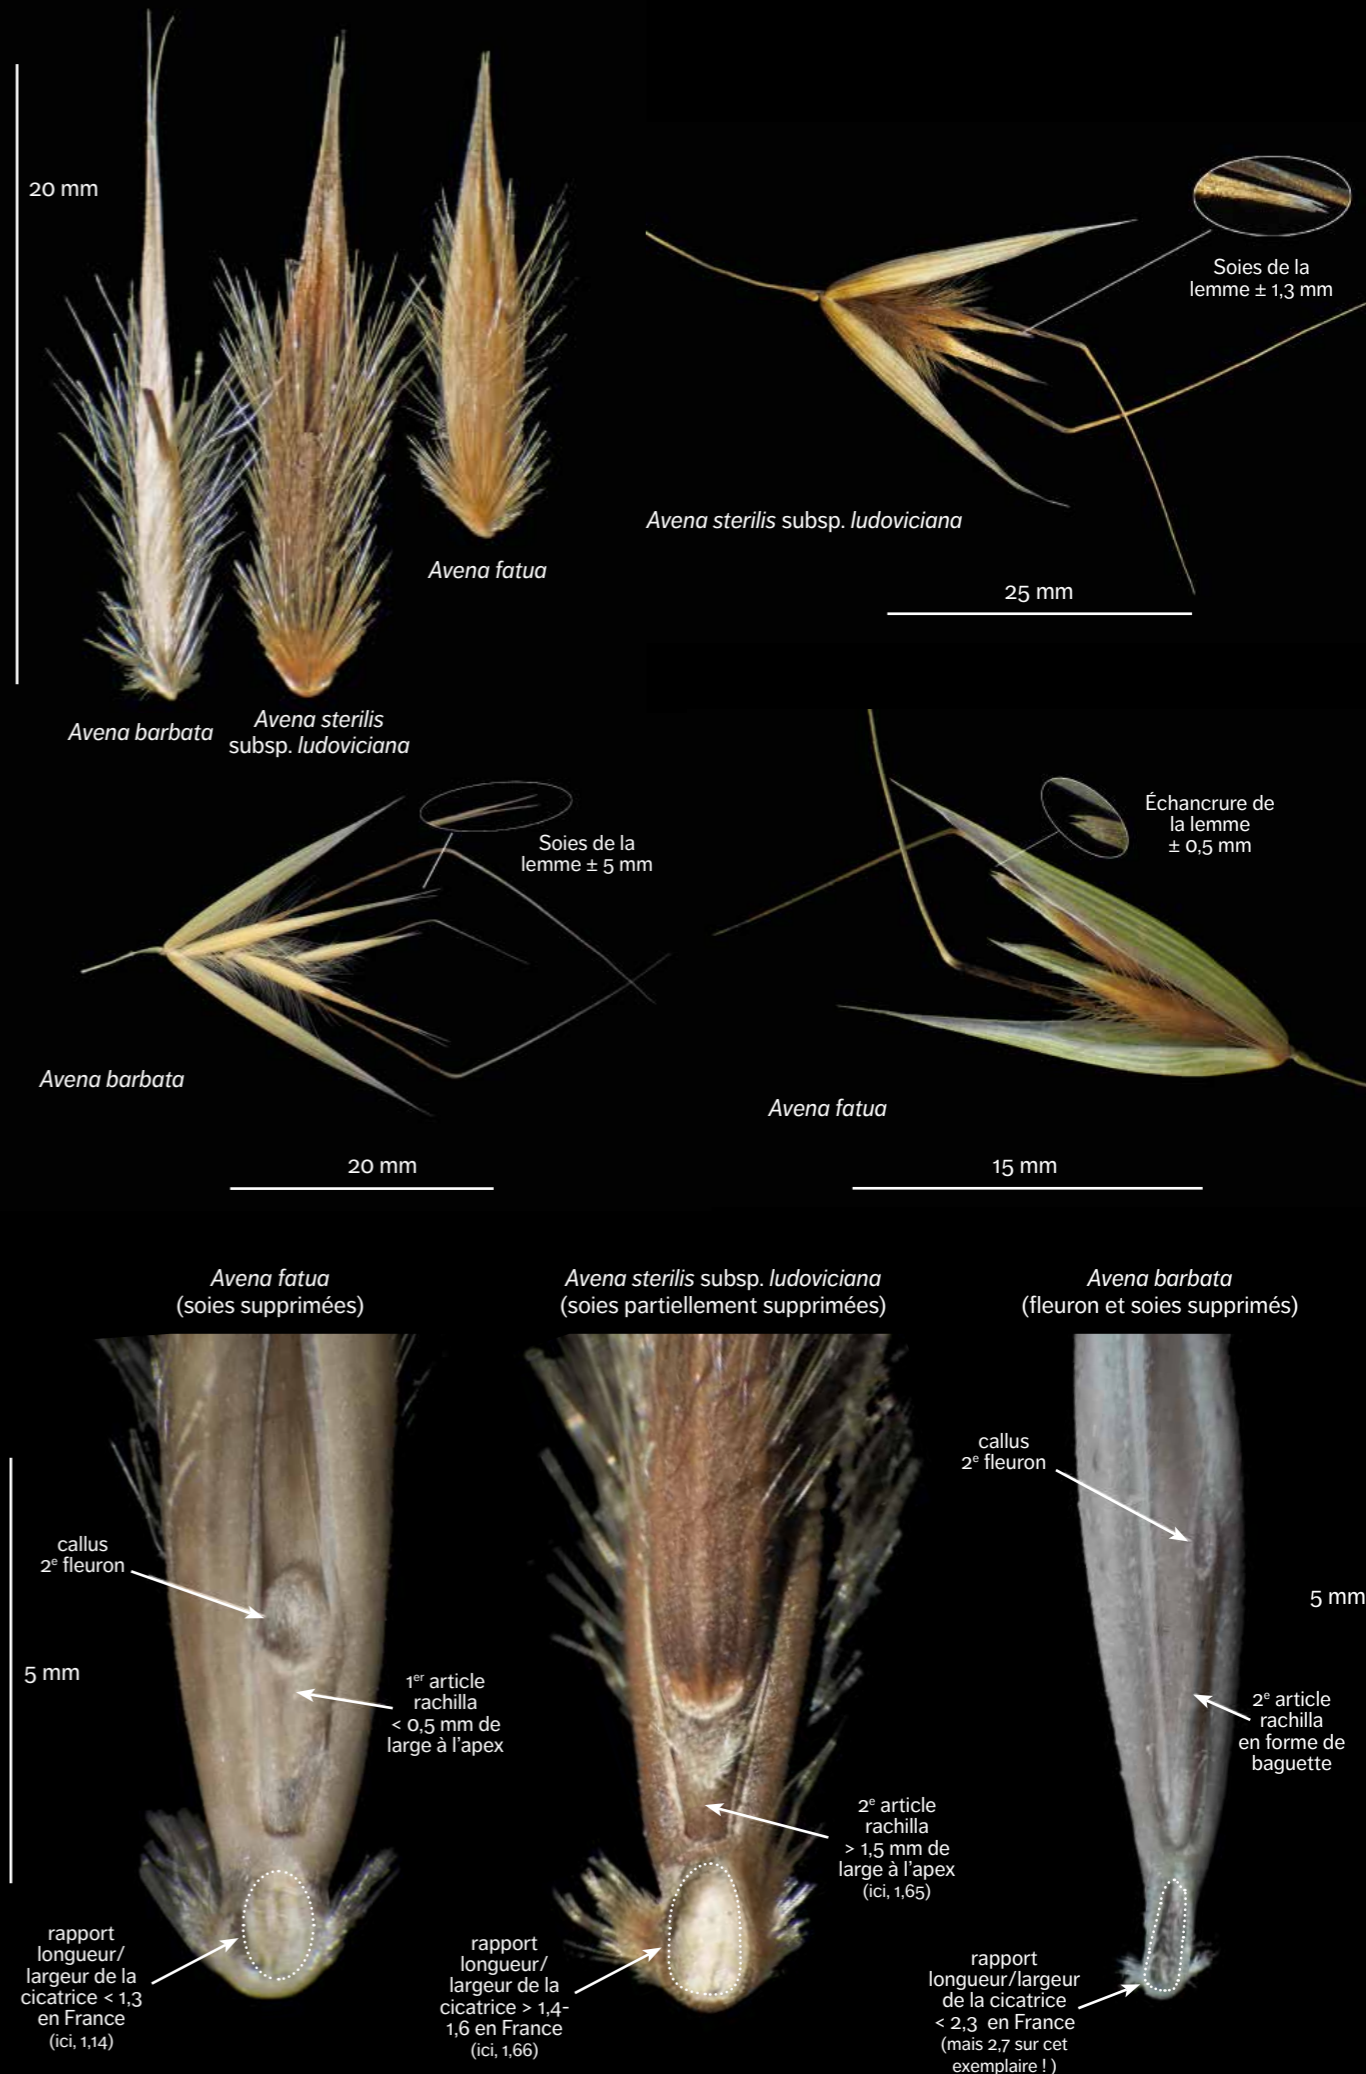 20 mm
Avena barbata
Avena sterilis
subsp. ludoviciana
Avena fatua
Soies de la
lemme ± 1,3 mm
Avena sterilis subsp. ludoviciana
25 mm
Soies de la
lemme ± 5 mm
Avena barbata
20 mm
Échancrure de
la lemme
± 0,5 mm
Avena fatua
15 mm
Avena fatua
(soies supprimées)
callus
2e fleuron
5 mm
1er article
rachilla
< 0,5 mm de
large à l'apex
rapport
longueur/
largeur de la
cicatrice < 1,3
en France
(ici, 1,14)
Avena sterilis subsp. ludoviciana
(soies partiellement supprimées)
2e article
rachilla
> 1,5 mm de
large à l'apex
(ici, 1,65)
rapport
longueur/
largeur de la
cicatrice > 1,4-
1,6 en France
(ici, 1,66)
Avena barbata
(fleuron et soies supprimés)
callus
2e fleuron
5 mm
2e article
rachilla
en forme de
baguette
rapport
longueur/largeur
de la cicatrice
< 2,3 en France
(mais 2,7 sur cet
exemplaire ! )